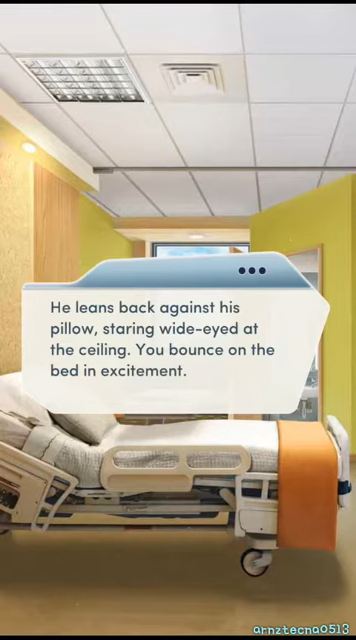 He leans back against his
pillow, staring wide-eyed at
the ceiling. You bounce on the
bed in excitement.
arnztecna0513